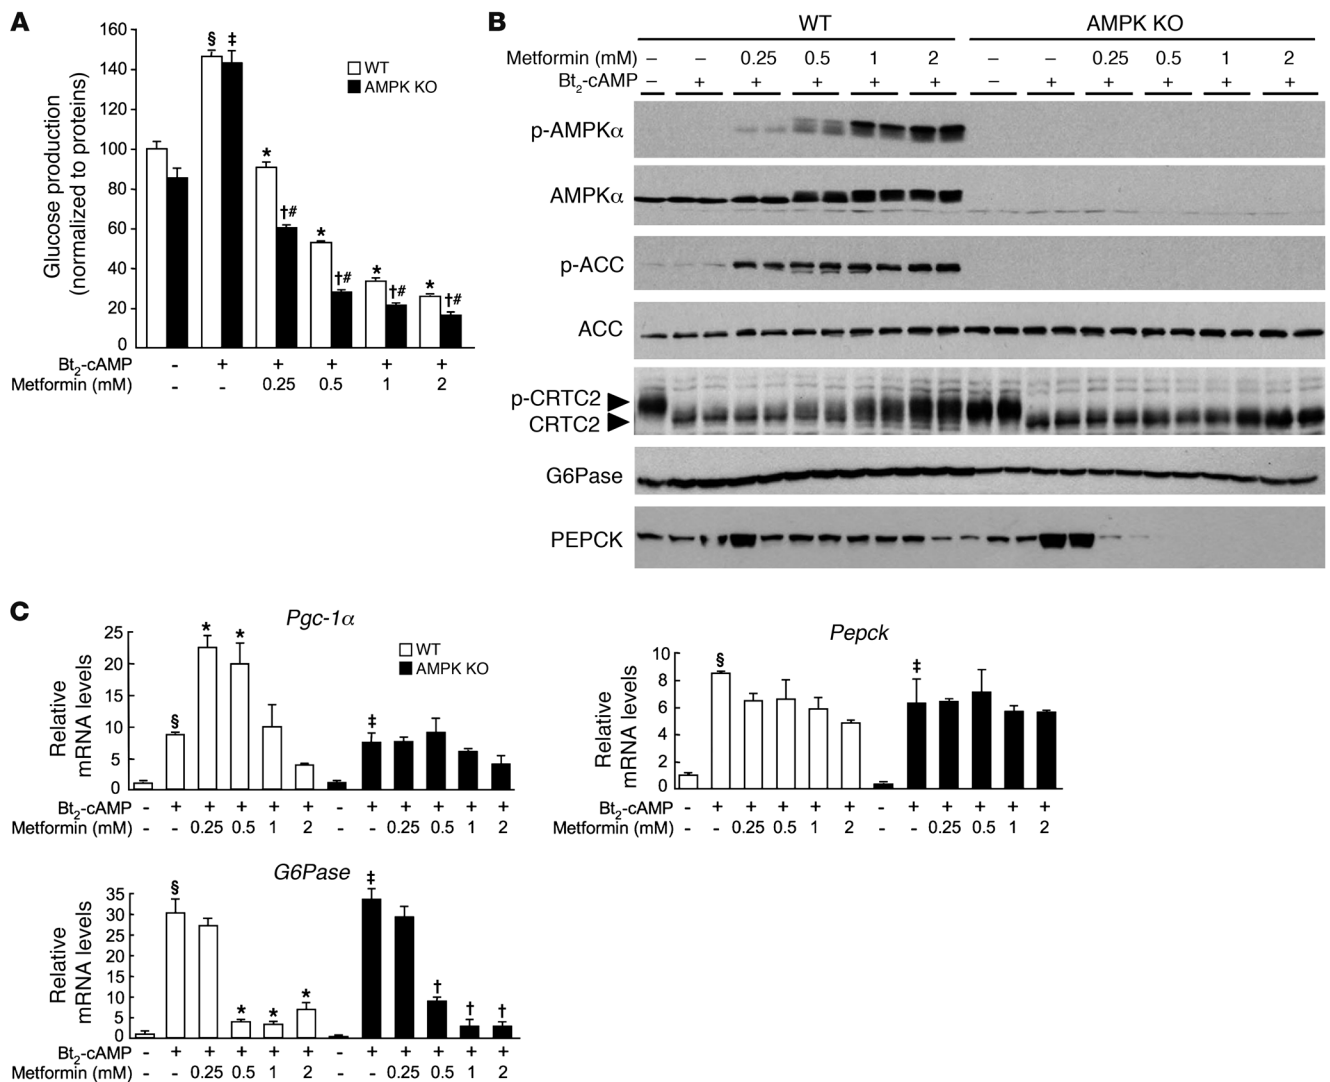 A
160
140
120
100
80
60
40
20
0
Glucose production
(normalized to proteins)
§ ‡ * †# * †# * †# * †#
WT
AMPK KO
Bt2-cAMP - + + + + +
Metformin (mM) - - 0.25 0.5 1 2
B
WT AMPK KO
Metformin (mM) – – 0.25 0.5 1 2 – – 0.25 0.5 1 2
Bt2-cAMP – + + + + + – + + + + +
p-AMPKα
AMPKα
p-ACC
ACC
p-CRTC2
CRTC2
G6Pase
PEPCK
C
Pgc-1α
25
20
15
10
5
0
Relative
mRNA levels
§ * * ‡
WT
AMPK KO
Bt2-cAMP - + + + + + - + + + + +
Metformin (mM) - - 0.25 0.5 1 2 - - 0.25 0.5 1 2
Pepck
10
8
6
4
2
0
Relative
mRNA levels
§ ‡
Bt2-cAMP - + + + + + - + + + + +
Metformin (mM) - - 0.25 0.5 1 2 - - 0.25 0.5 1 2
G6Pase
35
30
25
20
15
10
5
0
Relative
mRNA levels
§ * * * ‡ † † †
Bt2-cAMP - + + + + + - + + + + +
Metformin (mM) - - 0.25 0.5 1 2 - - 0.25 0.5 1 2